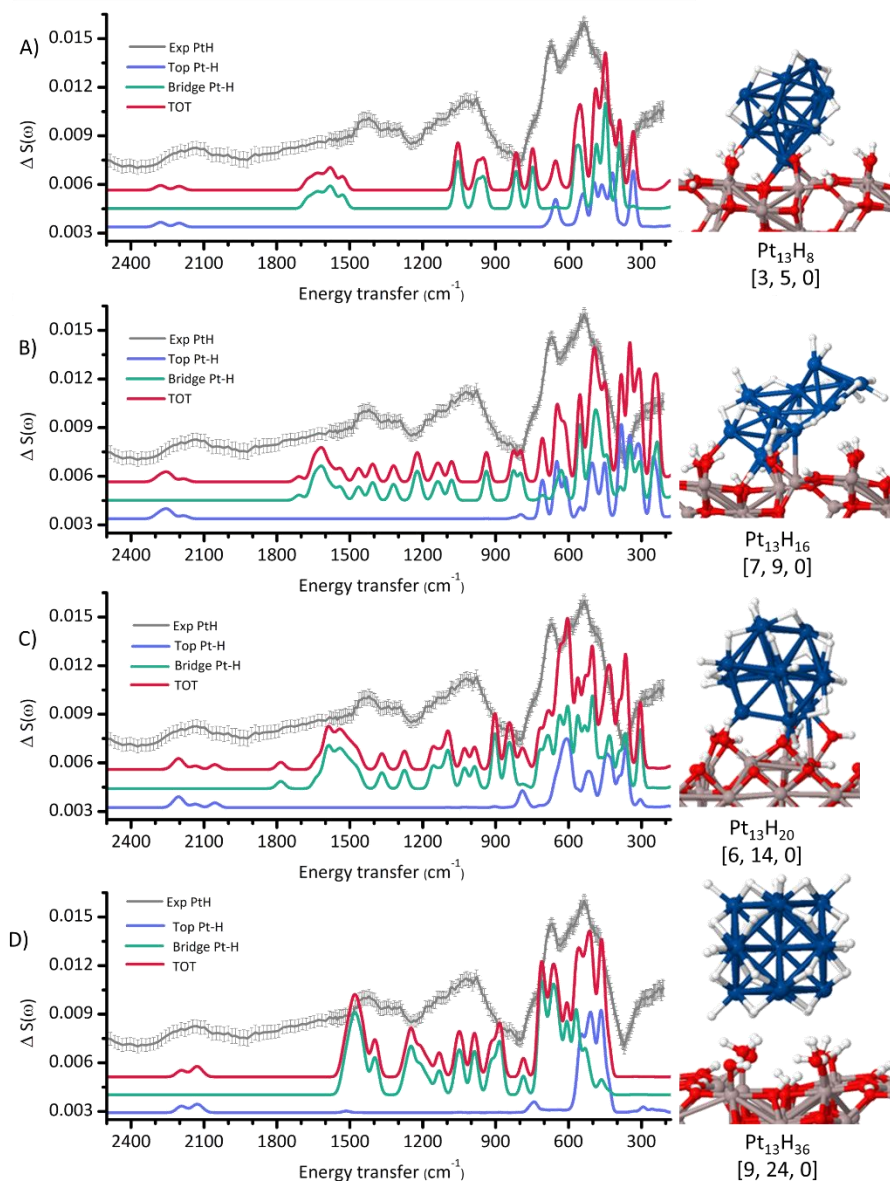 A)
0.015
0.012
0.009
0.006
0.003
Δ S(ω)
Exp PtH
Top Pt-H
Bridge Pt-H
TOT
2400 2100 1800 1500 1200 900 600 300
Energy transfer (cm-1)
Pt13H8
[3, 5, 0]
B)
0.015
0.012
0.009
0.006
0.003
Δ S(ω)
Exp PtH
Top Pt-H
Bridge Pt-H
TOT
2400 2100 1800 1500 1200 900 600 300
Energy transfer (cm-1)
Pt13H16
[7, 9, 0]
C)
0.015
0.012
0.009
0.006
0.003
Δ S(ω)
Exp PtH
Top Pt-H
Bridge Pt-H
TOT
2400 2100 1800 1500 1200 900 600 300
Energy transfer (cm-1)
Pt13H20
[6, 14, 0]
D)
0.015
0.012
0.009
0.006
0.003
Δ S(ω)
Exp PtH
Top Pt-H
Bridge Pt-H
TOT
2400 2100 1800 1500 1200 900 600 300
Energy transfer (cm-1)
Pt13H36
[9, 24, 0]